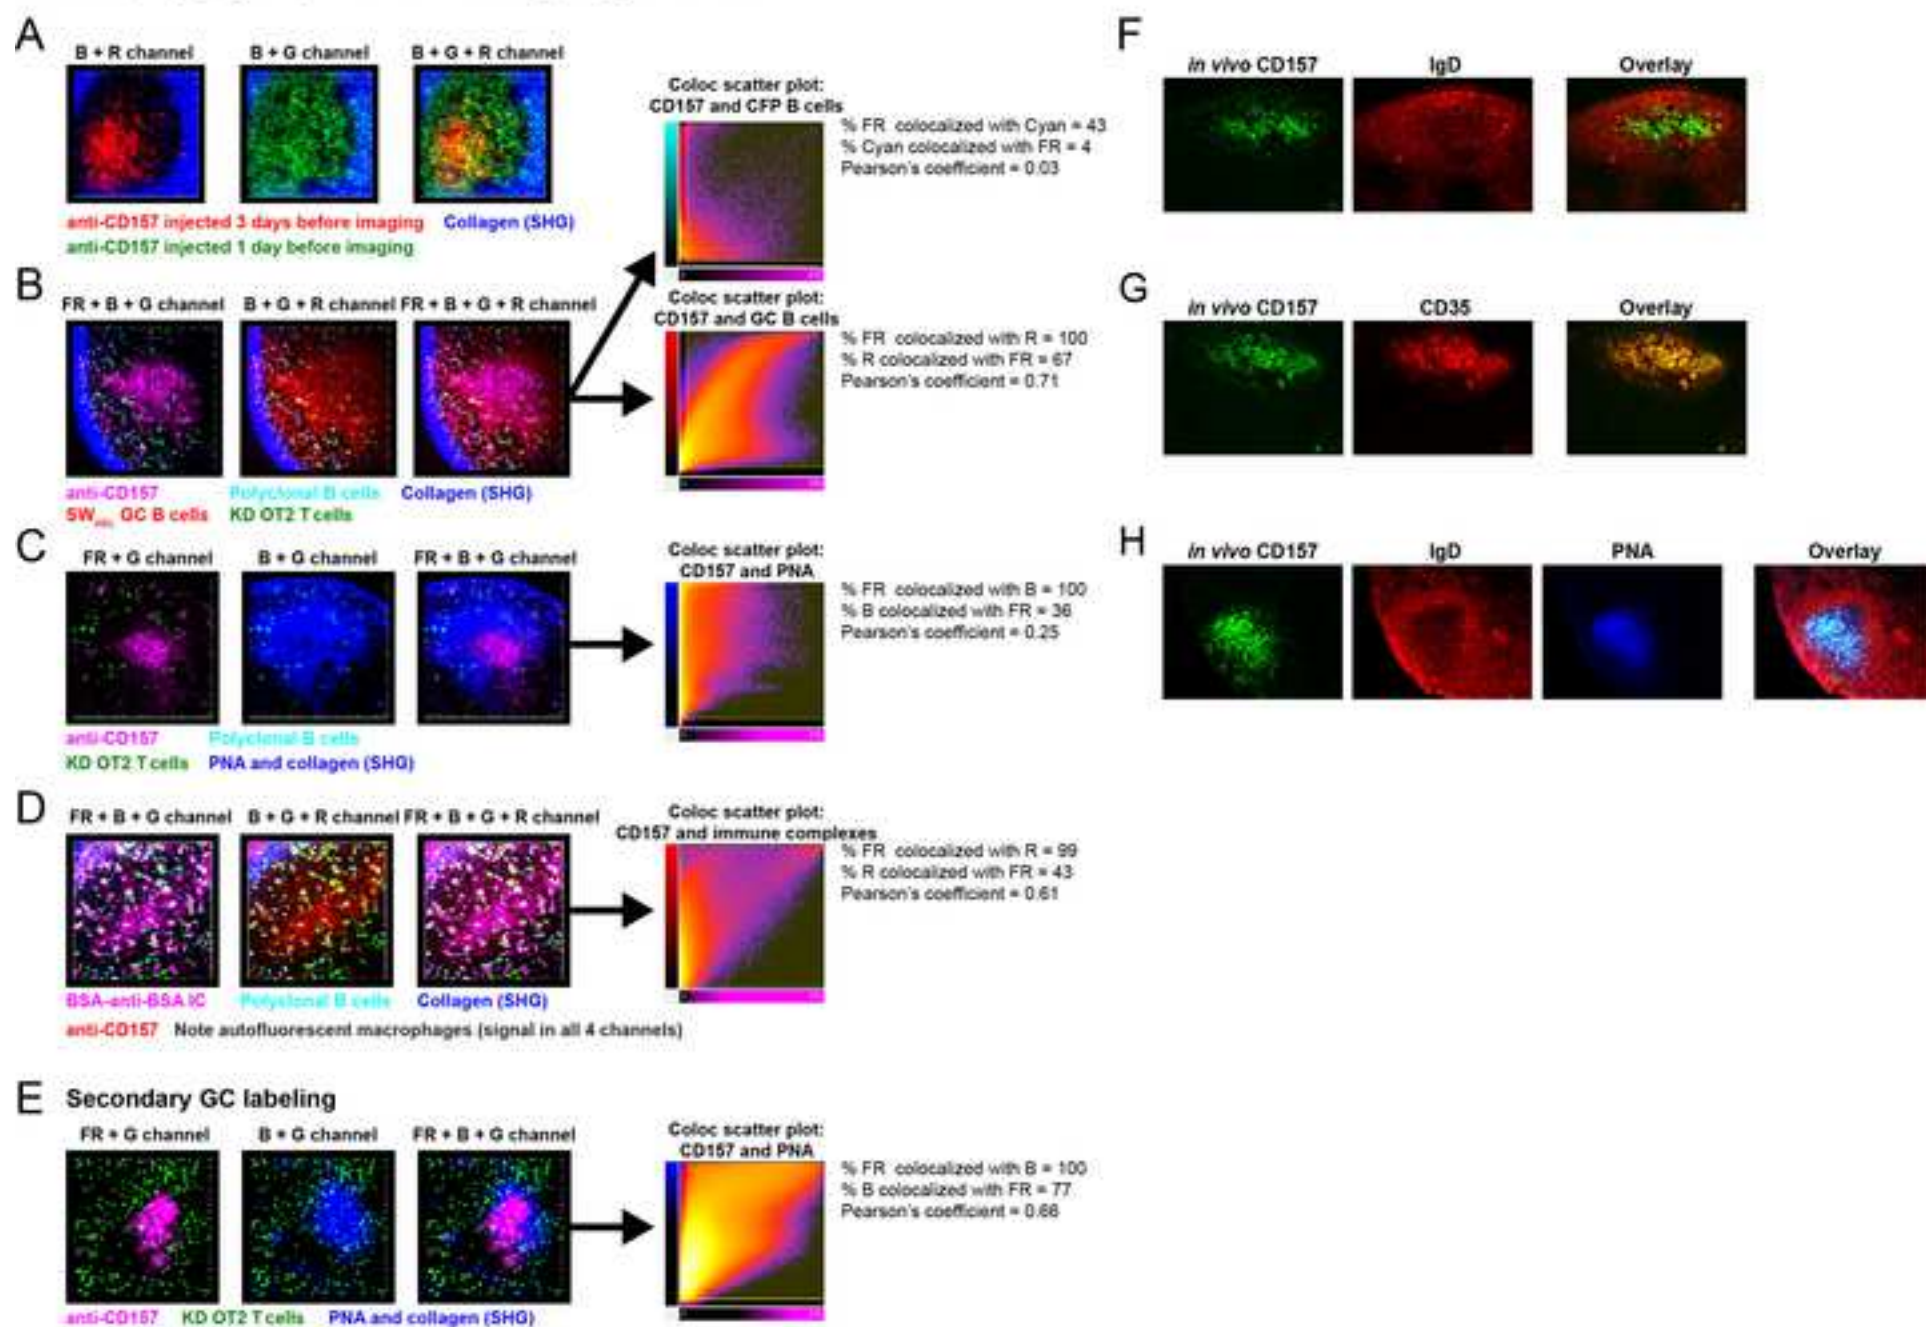 A
B + R channel
B + G channel
B + G + R channel
anti-CD157 injected 3 days before imaging
Collagen (SHG)
anti-CD157 injected 1 day before imaging
Coloc scatter plot:
CD157 and CFP B cells
% FR colocalized with Cyan = 43
% Cyan colocalized with FR = 4
Pearson's coefficient = 0.03
B
FR + B + G channel
B + G + R channel
FR + B + G + R channel
Coloc scatter plot:
CD157 and GC B cells
% FR colocalized with R = 100
% R colocalized with FR = 67
Pearson's coefficient = 0.71
anti-CD157
Polyclonal B cells
Collagen (SHG)
SW GC B cells
KD OT2 T cells
C
FR + G channel
B + G channel
FR + B + G channel
Coloc scatter plot:
CD157 and PNA
% FR colocalized with B = 100
% B colocalized with FR = 36
Pearson's coefficient = 0.25
anti-CD157
Polyclonal B cells
KD OT2 T cells
PNA and collagen (SHG)
D
FR + B + G channel
B + G + R channel
FR + B + G + R channel
Coloc scatter plot:
CD157 and immune complexes
% FR colocalized with R = 99
% R colocalized with FR = 43
Pearson's coefficient = 0.61
BSA-anti-BSA IC
Polyclonal B cells
Collagen (SHG)
anti-CD157
Note autofluorescent macrophages (signal in all 4 channels)
E
Secondary GC labeling
FR + G channel
B + G channel
FR + B + G channel
Coloc scatter plot:
CD157 and PNA
% FR colocalized with B = 100
% B colocalized with FR = 77
Pearson's coefficient = 0.66
anti-CD157
KD OT2 T cells
PNA and collagen (SHG)
F
in vivo CD157
IgD
Overlay
G
in vivo CD157
CD35
Overlay
H
in vivo CD157
IgD
PNA
Overlay